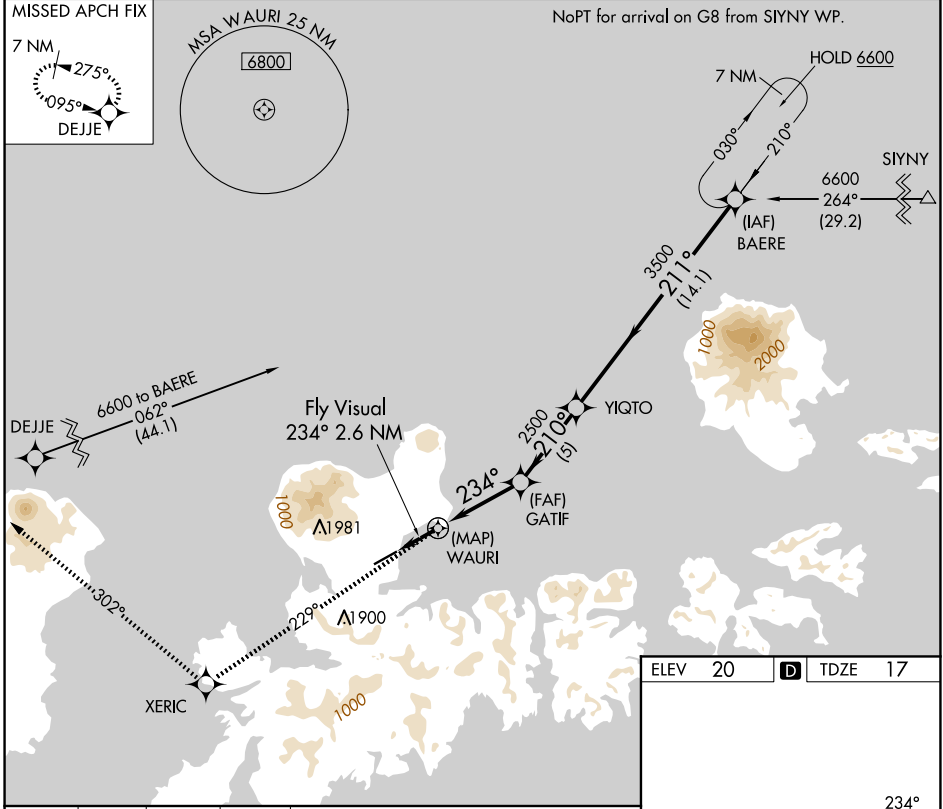 MISSED APCH FIX
7 NM
275°
095°
DEJJE
MSA WAURI 25 NM
6800
NoPT for arrival on G8 from SIYNY WP.
HOLD 6600
7 NM
030°
210°
SIYNY
6600
264°
(29.2)
(IAF)
BAERE
3500
211°
(14.1)
1000
2000
6600 to BAERE
062°
(44.1)
DEJJE
Fly Visual
234° 2.6 NM
YIQTO
2500
210°
(5)
234°
(FAF)
GATIF
1000
1981
(MAP)
WAURI
302°
229°
1900
XERIC
1000
ELEV 20
D
TDZE 17
234°